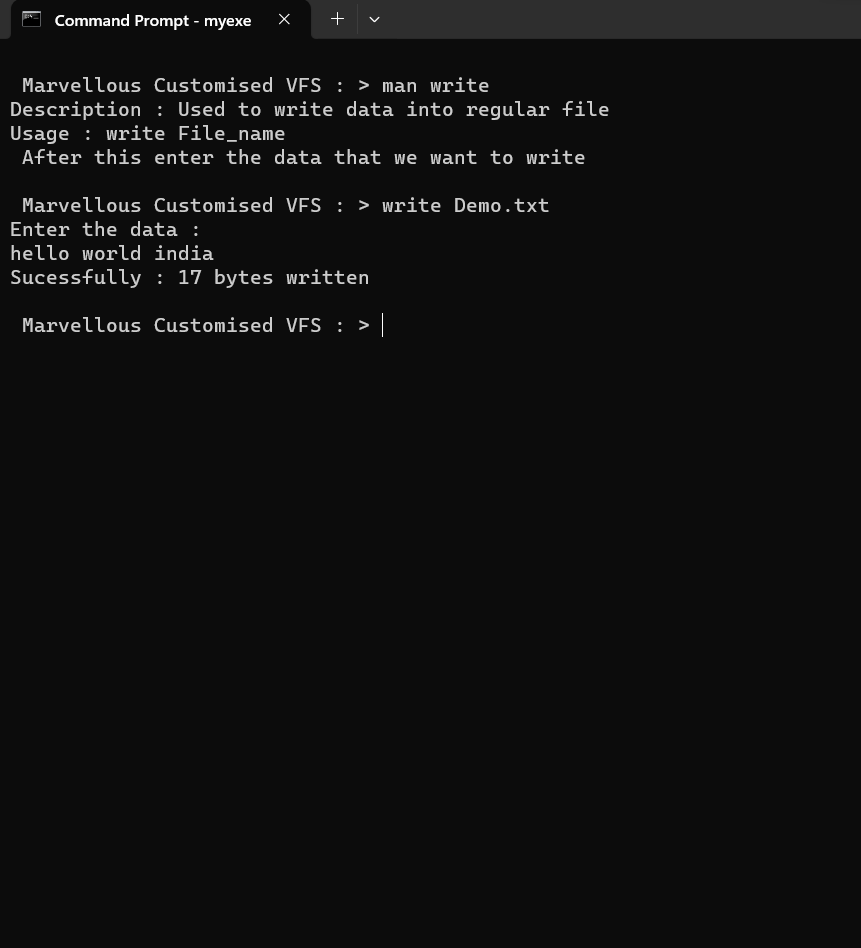 Command Prompt - myexe
Marvellous Customised VFS : > man write
Description : Used to write data into regular file
Usage : write File_name
After this enter the data that we want to write
Marvellous Customised VFS : > write Demo.txt
Enter the data :
hello world india
Sucessfully : 17 bytes written
Marvellous Customised VFS : >